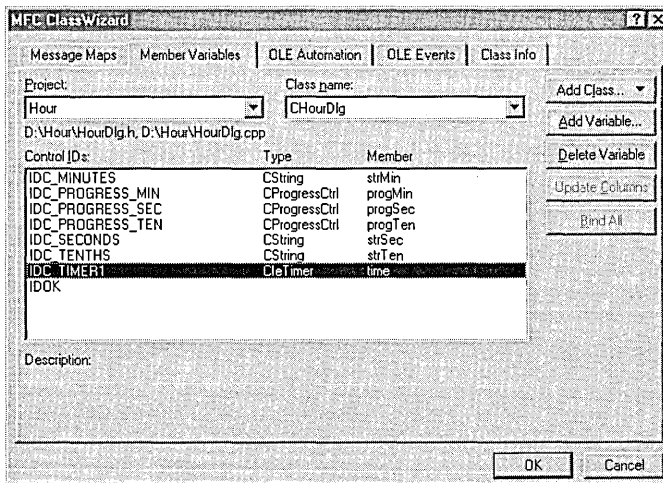 MFC ClassWizard
Message Maps Member Variables OLE Automation OLE Events Class Info
Project: Class name:
Hour CHourDlg
D:\Hour\HourDlg.h, D:\Hour\HourDlg.cpp
Control IDs: Type Member
IDC_MINUTES CString strMin
IDC_PROGRESS_MIN CProgressCtrl progMin
IDC_PROGRESS_SEC CProgressCtrl progSec
IDC_PROGRESS_TEN CProgressCtrl progTen
IDC_SECONDS CString strSec
IDC_TENTHS CString strTen
IDC_TIMER1 CIeTimer time
IDOK
Description:
Add Class...
Add Variable...
Delete Variable
Update Columns
Bind All
OK Cancel